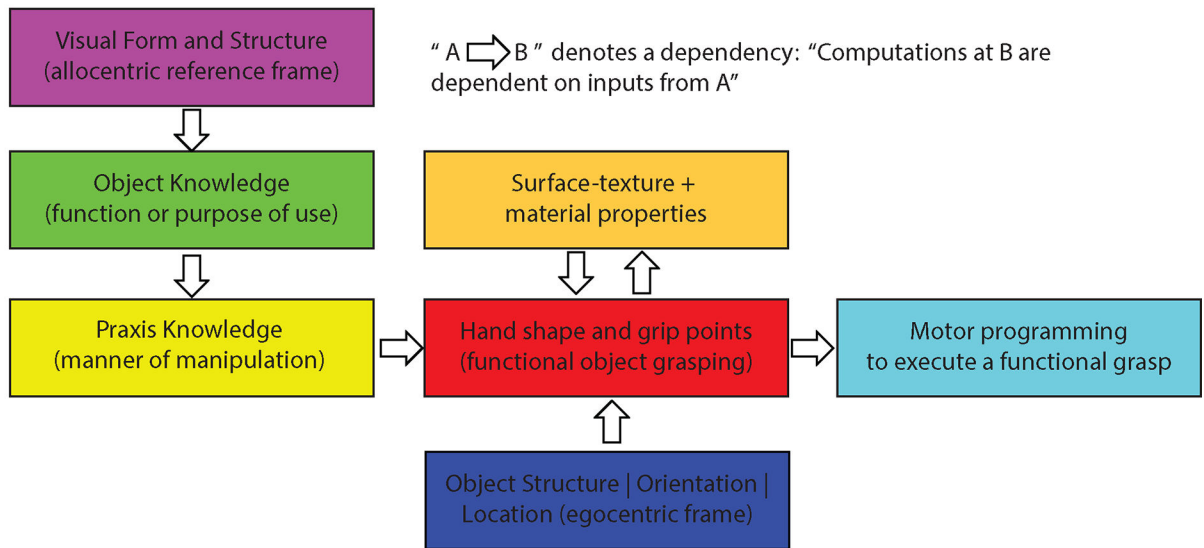 Visual Form and Structure
(allocentric reference frame)
“ A ⇨ B ” denotes a dependency: “Computations at B are
dependent on inputs from A”
Object Knowledge
(function or purpose of use)
Surface-texture +
material properties
Praxis Knowledge
(manner of manipulation)
Hand shape and grip points
(functional object grasping)
Motor programming
to execute a functional grasp
Object Structure | Orientation |
Location (egocentric frame)